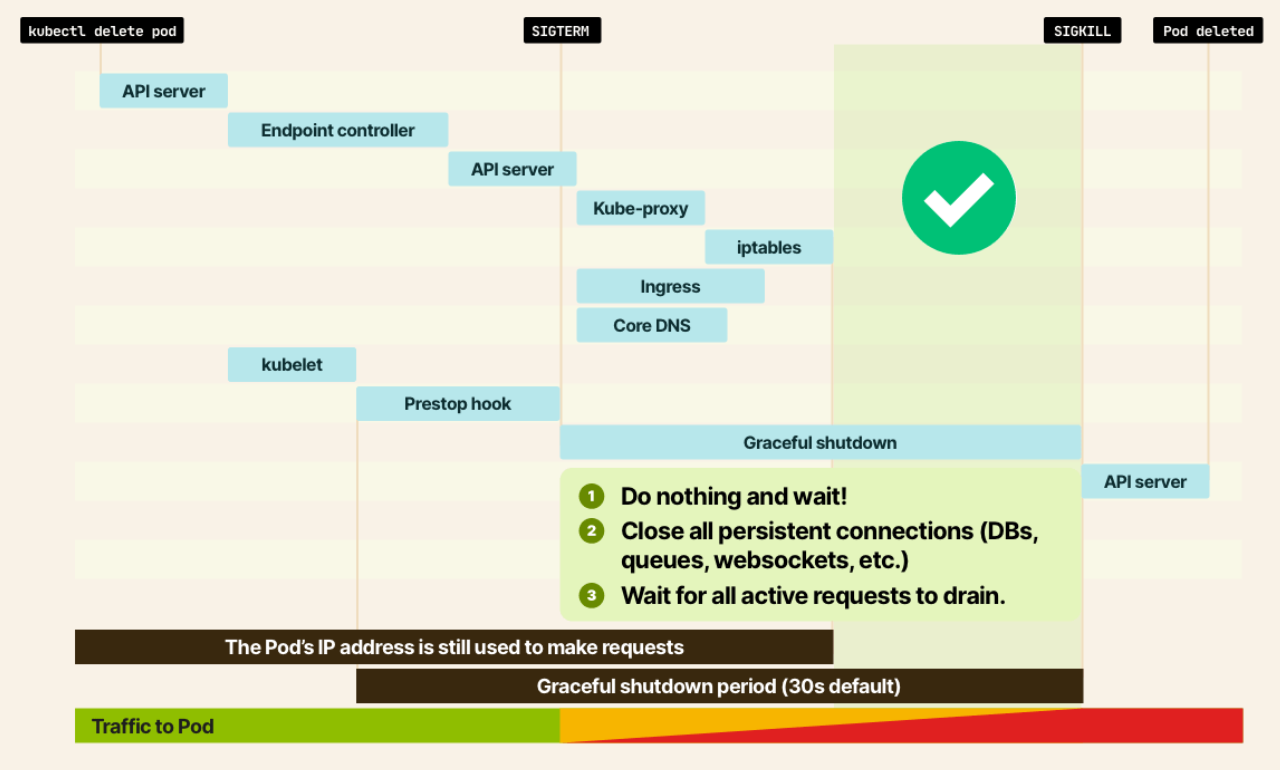 kubectl delete pod
SIGTERM
SIGKILL
Pod deleted
API server
Endpoint controller
API server
Kube-proxy
iptables
Ingress
Core DNS
kubelet
Prestop hook
Graceful shutdown
API server
1 Do nothing and wait!
2 Close all persistent connections (DBs,
queues, websockets, etc.)
3 Wait for all active requests to drain.
The Pod’s IP address is still used to make requests
Graceful shutdown period (30s default)
Traffic to Pod